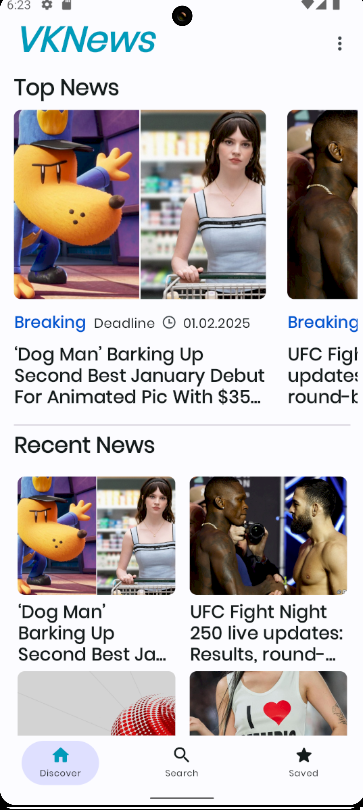 6:23
VKNews
Top News
Breaking Deadline 01.02.2025
'Dog Man' Barking Up
Second Best January Debut
For Animated Pic With $35...
Breaking
UFC Figh
updates
round-b
Recent News
'Dog Man'
Barking Up
Second Best Ja...
UFC Fight Night
250 live updates:
Results, round-...
I
Discover
Search
Saved